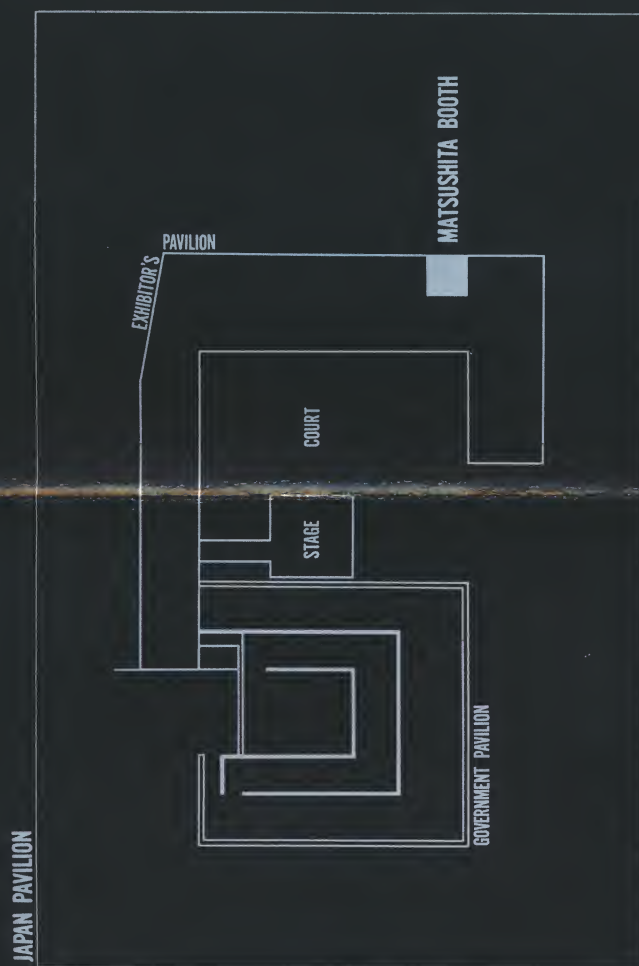 JAPAN PAVILION
EXHIBITOR'S PAVILION
MATSUSHITA BOOTH
COURT
STAGE
GOVERNMENT PAVILION